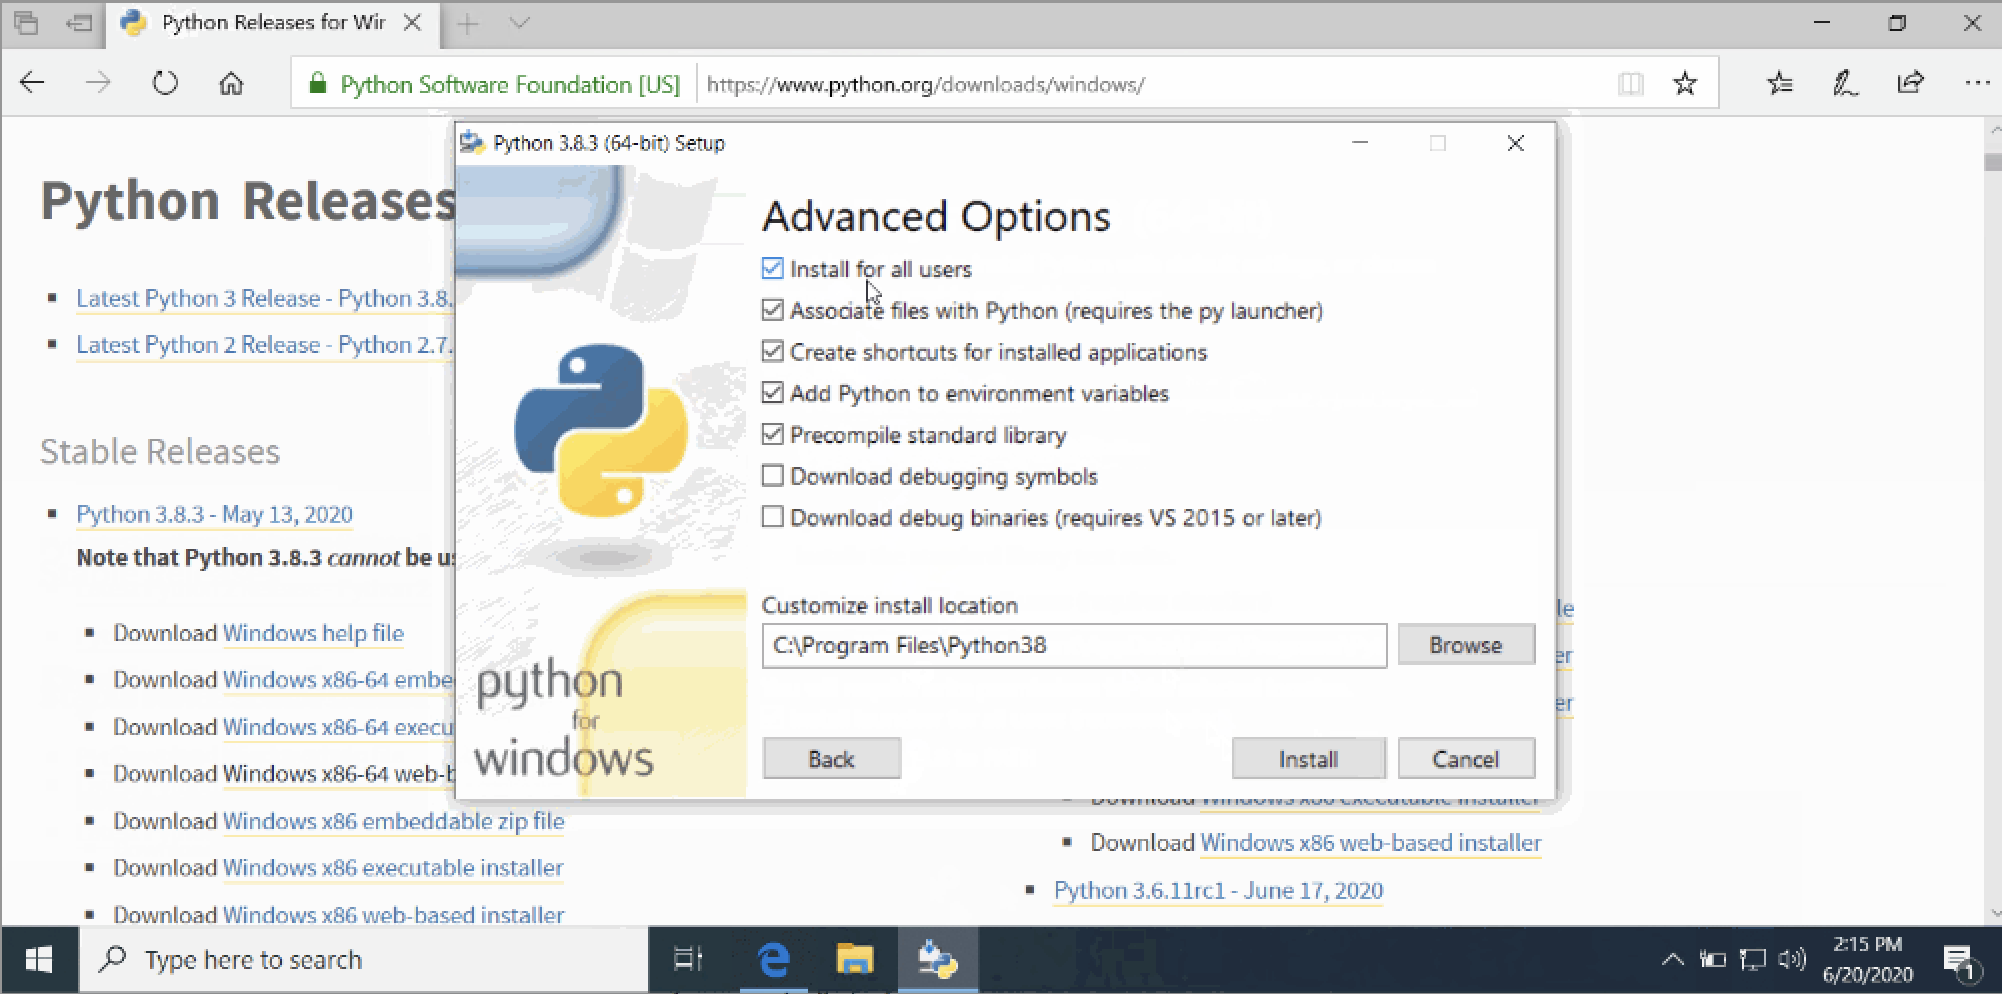 Python Releases for Wir
Python Software Foundation [US] https://www.python.org/downloads/windows/
Python Releases
Latest Python 3 Release - Python 3.8.
Latest Python 2 Release - Python 2.7.
Stable Releases
Python 3.8.3 - May 13, 2020
Note that Python 3.8.3 cannot be u
Download Windows help file
Download Windows x86-64 embe
Download Windows x86-64 execu
Download Windows x86-64 web-b
Download Windows x86 embeddable zip file
Download Windows x86 executable installer
Download Windows x86 web-based installer
Python 3.8.3 (64-bit) Setup
Advanced Options
Install for all users
Associate files with Python (requires the py launcher)
Create shortcuts for installed applications
Add Python to environment variables
Precompile standard library
Download debugging symbols
Download debug binaries (requires VS 2015 or later)
Customize install location
C:\Program Files\Python38
Browse
Back
Install
Cancel
python
for
windows
le
er
er
Download Windows x86 executable installer
Download Windows x86 web-based installer
Python 3.6.11rc1 - June 17, 2020
Type here to search
2:15 PM
6/20/2020
1